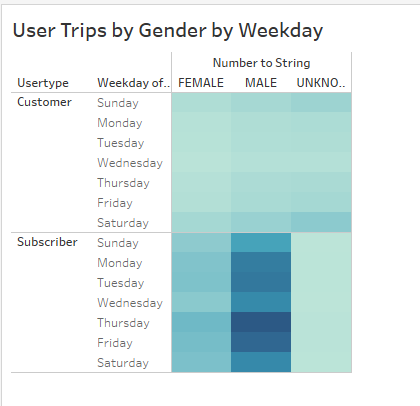 User Trips by Gender by Weekday
Number to String
Usertype Weekday of.. FEMALE MALE UNKNO..
Customer Sunday
Monday
Tuesday
Wednesday
Thursday
Friday
Saturday
Subscriber Sunday
Monday
Tuesday
Wednesday
Thursday
Friday
Saturday